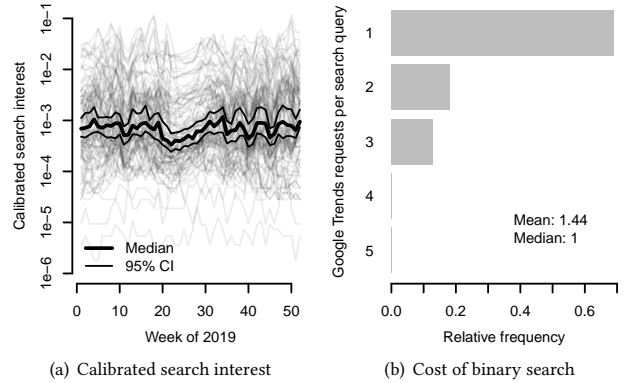 1e−1
1e−2
1e−3
1e−4
1e−5
1e−6
Calibrated search interest
Median
95% CI
0
10
20
30
40
50
Week of 2019
(a) Calibrated search interest
Google Trends requests per search query
1
2
3
4
5
Mean: 1.44
Median: 1
0.0
0.2
0.4
0.6
Relative frequency
(b) Cost of binary search